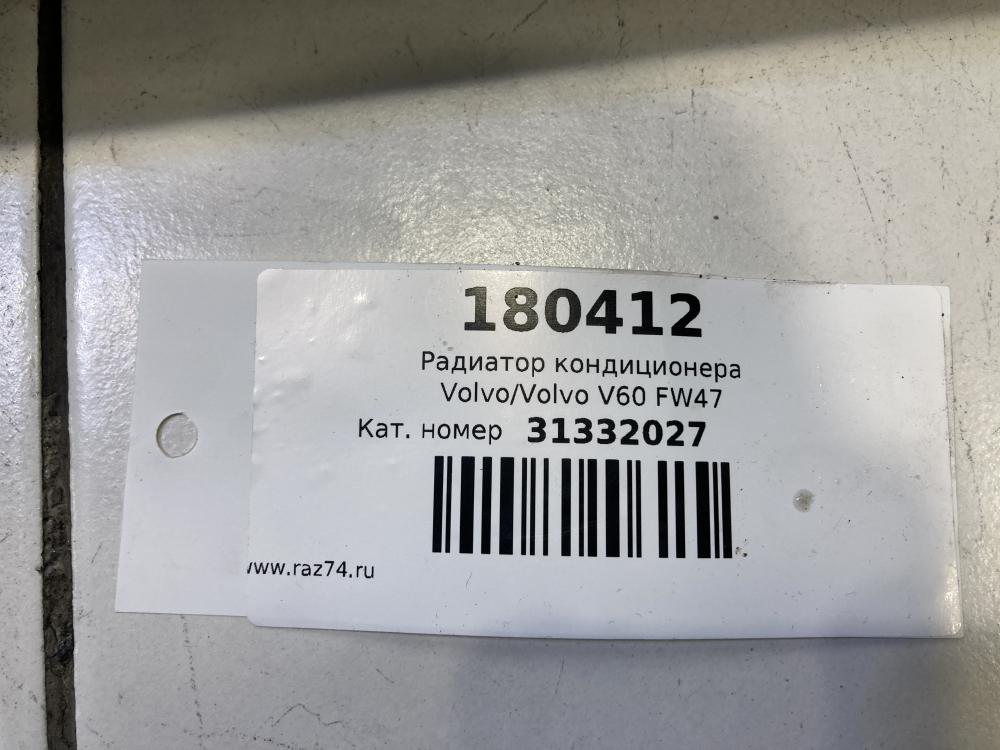 180412
Радиатор кондиционера
Volvo/Volvo V60 FW47
Кат. номер 31332027
www.raz74.ru